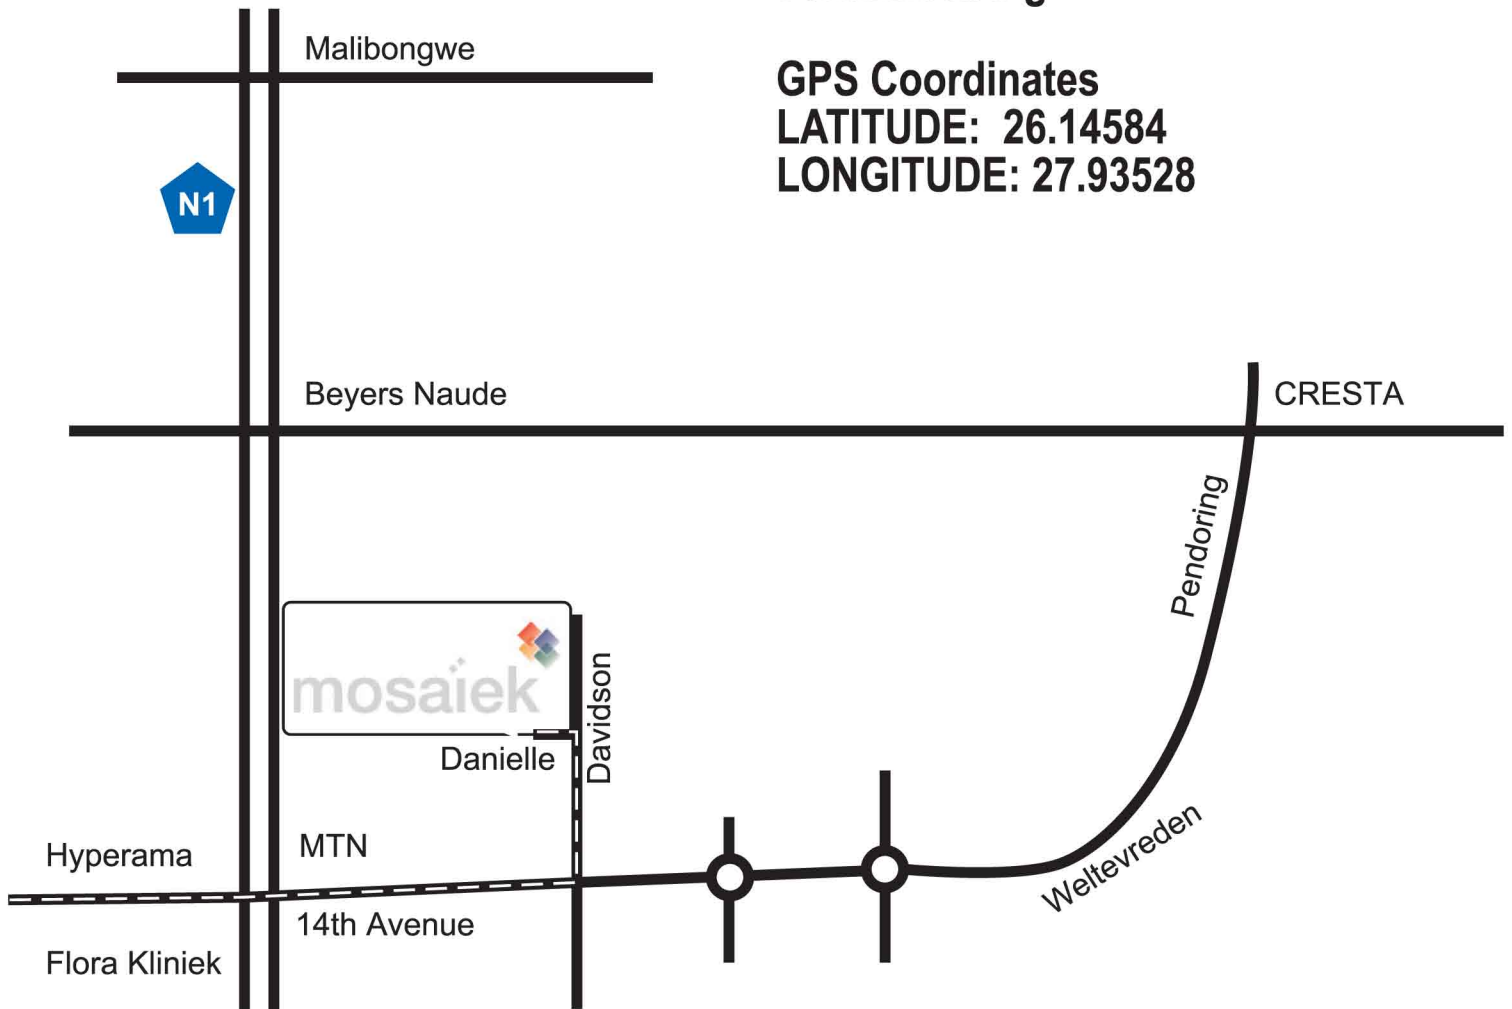 Malibongwe
GPS Coordinates
LATITUDE: 26.14584
LONGITUDE: 27.93528
N1
Beyers Naude
CRESTA
Pendoring
mosaïek
Davidson
Danielle
Hyperama
MTN
Weltevreden
14th Avenue
Flora Kliniek